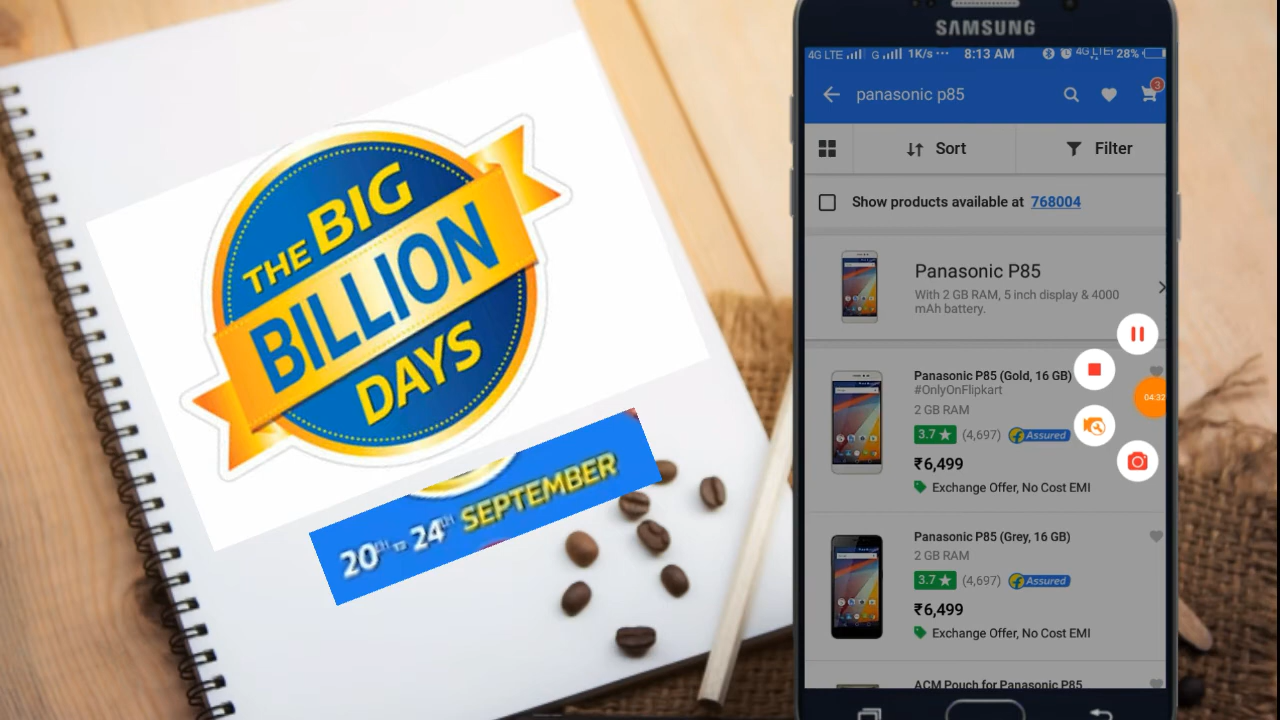 THE BIG
BILLION
DAYS
20TH TO 24TH SEPTEMBER
SAMSUNG
4G LTE G 1K/s ... 8:13 AM 4G LTE 28%
panasonic p85
3
Sort
Filter
Show products available at 768004
Panasonic P85
With 2 GB RAM, 5 inch display & 4000
mAh battery.
Panasonic P85 (Gold, 16 GB)
#OnlyOnFlipkart
2 GB RAM
3.7 ★ (4,697) f Assured
04:32
₹6,499
Exchange Offer, No Cost EMI
Panasonic P85 (Grey, 16 GB)
2 GB RAM
3.7 ★ (4,697) f Assured
₹6,499
Exchange Offer, No Cost EMI
ACM Pouch for Panasonic P85